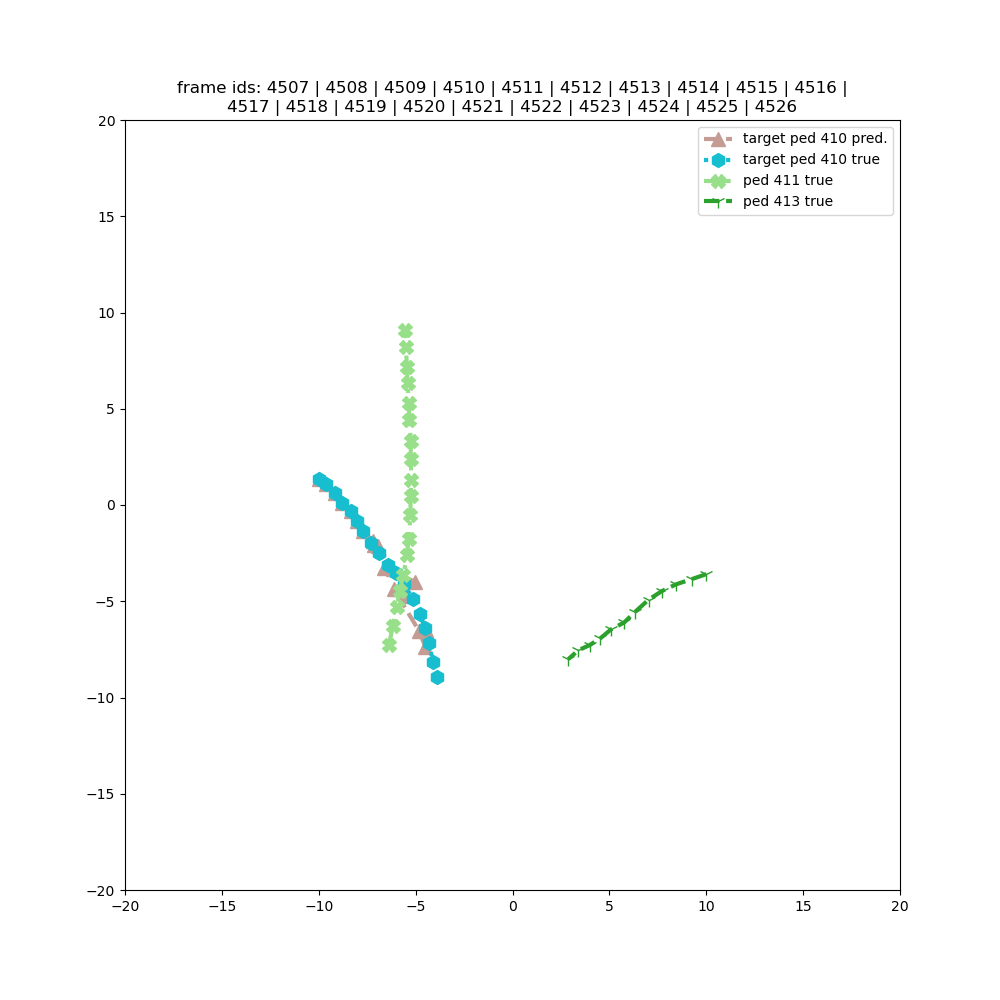 frame ids: 4507 | 4508 | 4509 | 4510 | 4511 | 4512 | 4513 | 4514 | 4515 | 4516 |
4517 | 4518 | 4519 | 4520 | 4521 | 4522 | 4523 | 4524 | 4525 | 4526
target ped 410 pred.
target ped 410 true
ped 411 true
ped 413 true
20
15
10
5
0
−5
−10
−15
−20
−20 −15 −10 −5 0 5 10 15 20